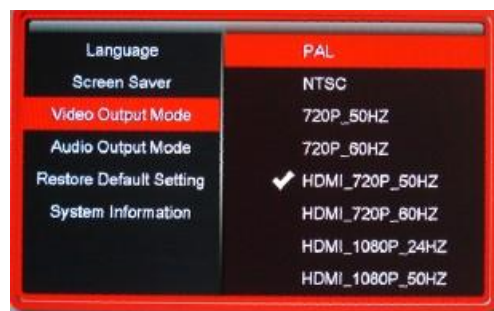 Language
Screen Saver
Video Output Mode
Audio Output Mode
Restore Default Setting
System Information
PAL
NTSC
720P_50HZ
720P_60HZ
HDMI_720P_50HZ
HDMI_720P_60HZ
HDMI_1080P_24HZ
HDMI_1080P_50HZ